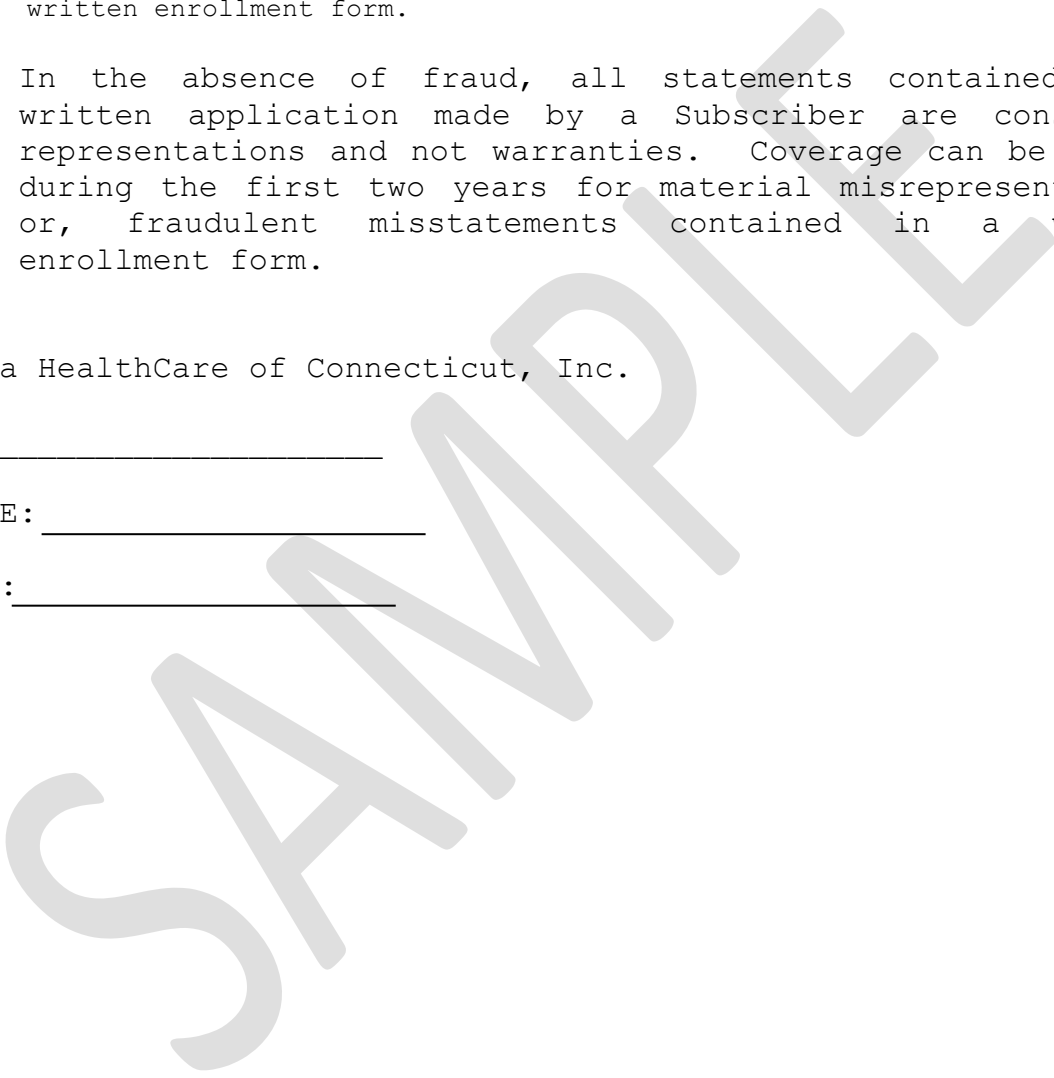 written enrollment form.
In the absence of fraud, all statements contained
written application made by a Subscriber are con
representations and not warranties. Coverage can be
during the first two years for material misrepresent
or, fraudulent misstatements contained in a
enrollment form.
a HealthCare of Connecticut, Inc.
E:
:
SAMPLE